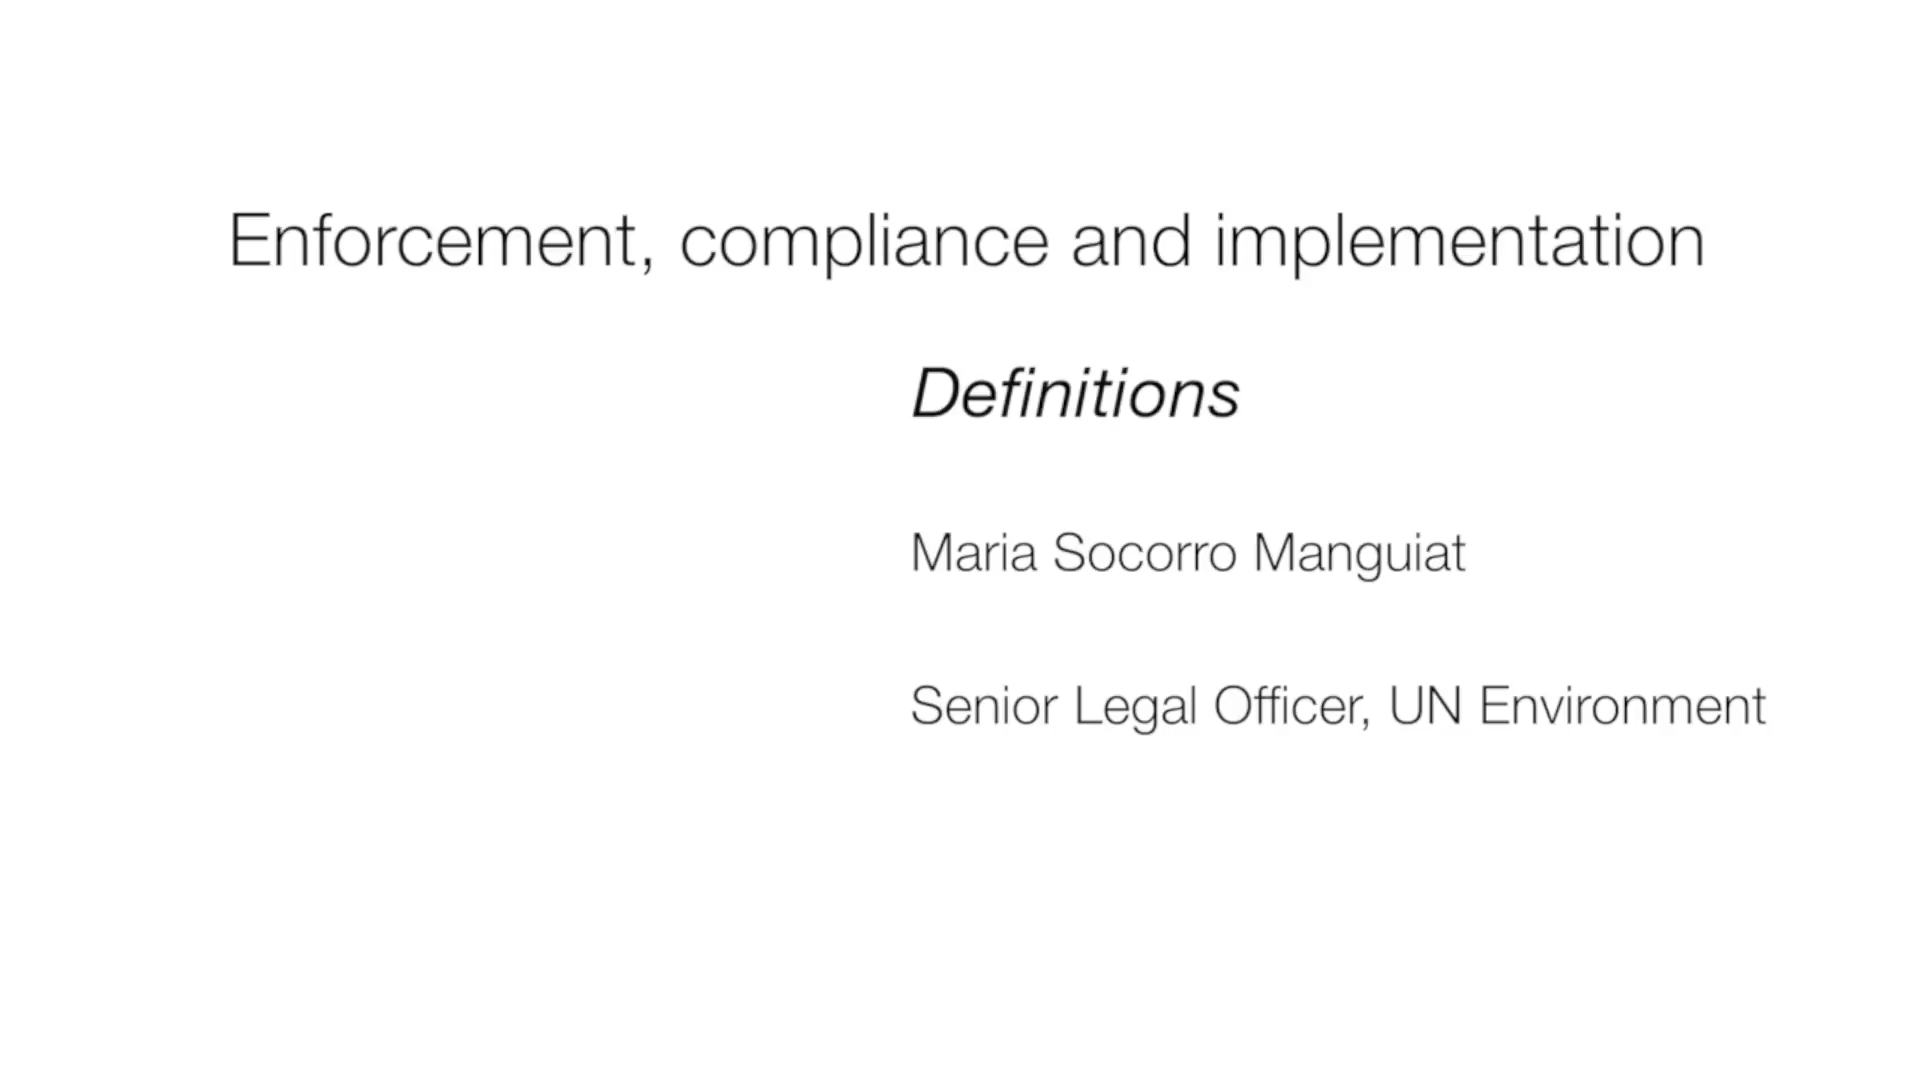 Enforcement, compliance and implementation
Definitions
Maria Socorro Manguiat
Senior Legal Officer, UN Environment